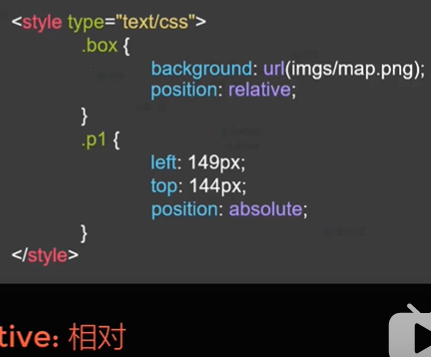 <style type="text/css">
.box {
background: url(imgs/map.png);
position: relative;
}
.p1 {
left: 149px;
top: 144px;
position: absolute;
}
</style>
tive: 相对